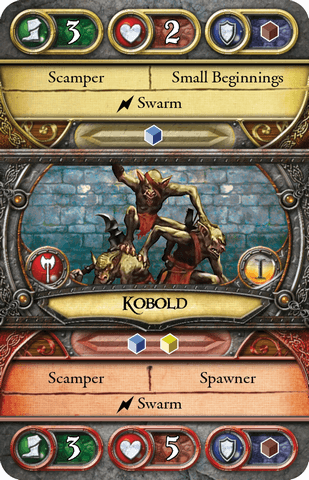 3 2
Scamper Small Beginnings
Swarm
I
KOBOLD
Scamper Spawner
Swarm
3 5